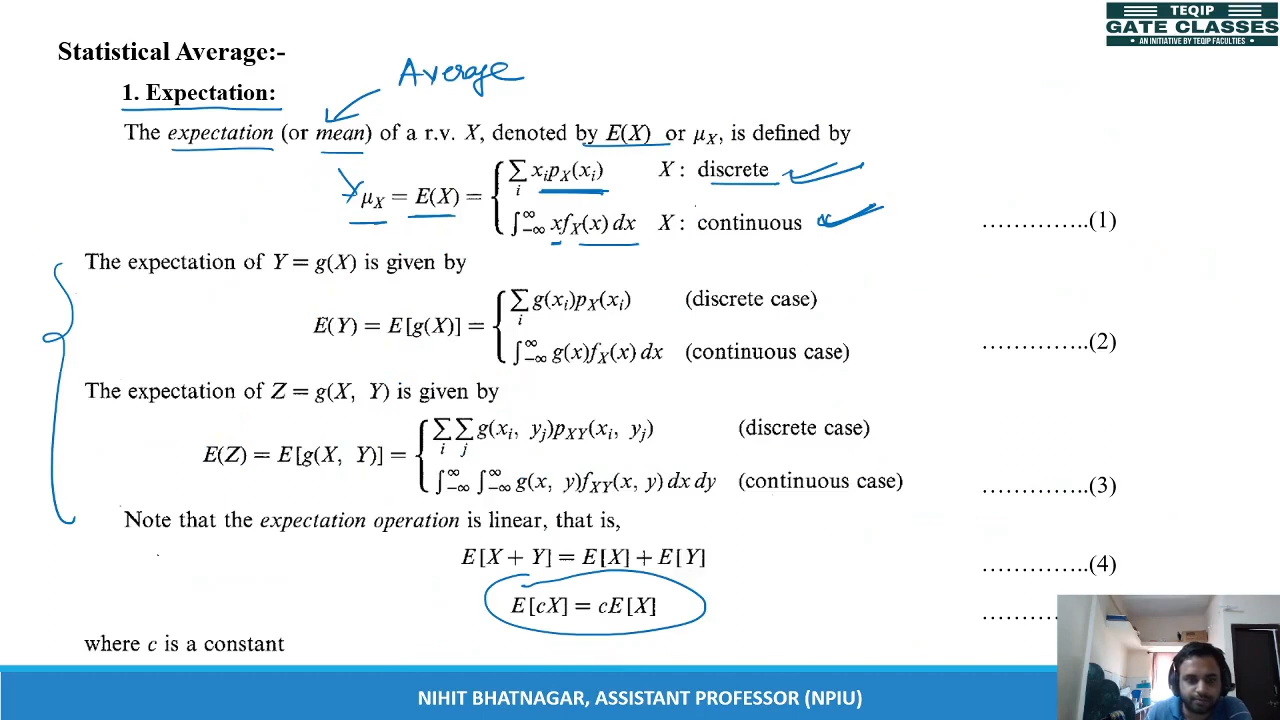 TEQIP
GATE CLASSES
• AN INITIATIVE BY TEQIP FACULTIES •
Statistical Average:-
Average
1. Expectation:
The expectation (or mean) of a r.v. X, denoted by E(X) or μ_X, is defined by
μ_X = E(X) = { ∑_i x_i p_X(x_i) X: discrete
∫_{-∞}^{∞} x f_X(x) dx X: continuous …………..(1)
The expectation of Y = g(X) is given by
E(Y) = E[g(X)] = { ∑_i g(x_i)p_X(x_i) (discrete case)
∫_{-∞}^{∞} g(x)f_X(x) dx (continuous case) …………..(2)
The expectation of Z = g(X, Y) is given by
E(Z) = E[g(X, Y)] = { ∑_i ∑_j g(x_i, y_j)p_XY(x_i, y_j) (discrete case)
∫_{-∞}^{∞} ∫_{-∞}^{∞} g(x, y)f_XY(x, y) dx dy (continuous case) …………..(3)
Note that the expectation operation is linear, that is,
E[X + Y] = E[X] + E[Y] …………..(4)
E[cX] = cE[X] ………
where c is a constant
NIHIT BHATNAGAR, ASSISTANT PROFESSOR (NPIU)